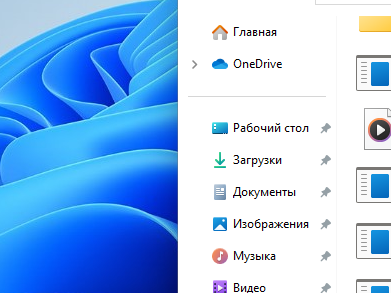 Главная
OneDrive
Рабочий стол
Загрузки
Документы
Изображения
Музыка
Видео